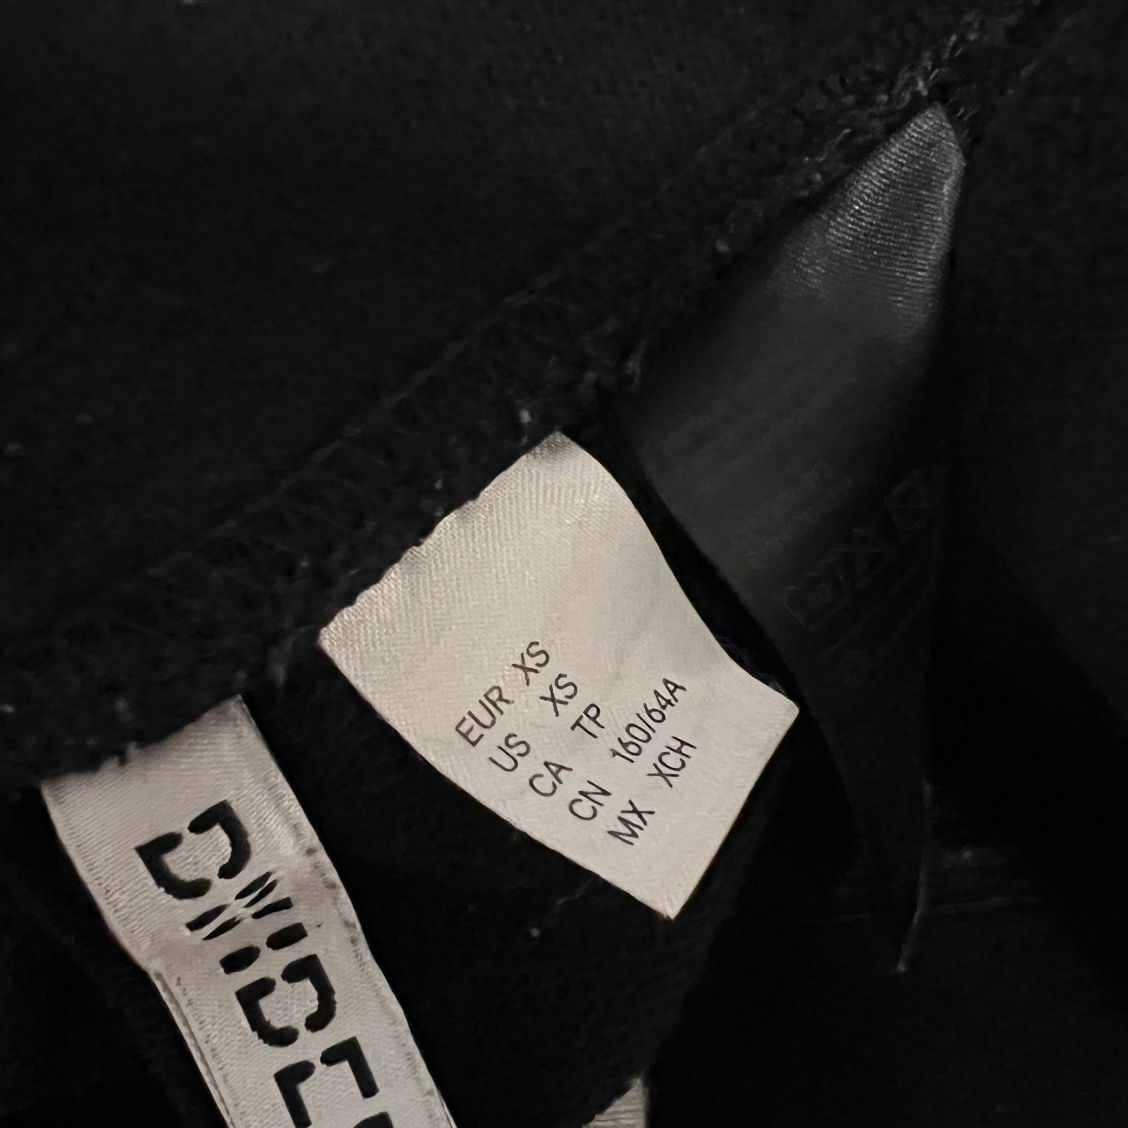 EUR XS
US XS
CA TP
CN 160/64A
MX XCH